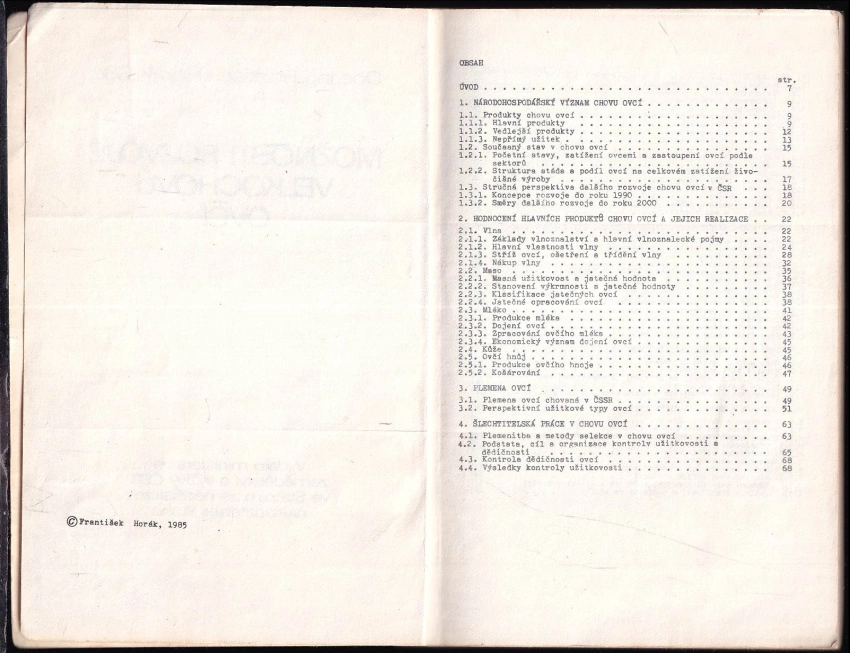 © František Horák, 1985
OBSAH
str.
ÚVOD . . . . . . . . . . . . . . . . . . . . 7
1. NÁRODOHOSPODÁŘSKÝ VÝZNAM CHOVU OVCÍ . . . . . . . . . . 9
1.1. Produkty chovu ovcí . . . . . . . . . . 9
1.1.1. Hlavní produkty . . . . . . . . . . 9
1.1.2. Vedlejší produkty . . . . . . . . . . 12
1.1.3. Nepřímý užitek . . . . . . . . . . 13
1.2. Současný stav v chovu ovcí . . . . . . . . . . 15
1.2.1. Početní stavy, zatížení ovcemi a zastoupení ovcí podle
sektorů . . . . . . . . . . 15
1.2.2. Struktura stáda a podíl ovcí na celkovém zatížení živo-
čišné výroby . . . . . . . . . . 17
1.3. Stručná perspektiva dalšího rozvoje chovu ovcí v ČSR . . 18
1.3.1. Koncepce rozvoje do roku 1990 . . . . . . . . . . 18
1.3.2. Směry dalšího rozvoje do roku 2000 . . . . . . . . . . 20
2. HODNOCENÍ HLAVNÍCH PRODUKTŮ CHOVU OVCÍ A JEJICH REALIZACE . . 22
2.1. Vlna . . . . . . . . . . 22
2.1.1. Základy vlnoznalství a hlavní vlnoznalecké pojmy . . . . 22
2.1.2. Hlavní vlastnosti vlny . . . . . . . . . . 24
2.1.3. Stříž ovcí, ošetření a třídění vlny . . . . . . . . . . 28
2.1.4. Nákup vlny . . . . . . . . . . 32
2.2. Maso . . . . . . . . . . 35
2.2.1. Masná užitkovost a jatečná hodnota . . . . . . . . . . 36
2.2.2. Stanovení výkrmnosti a jatečné hodnoty . . . . . . . . 37
2.2.3. Klasifikace jatečných ovcí . . . . . . . . . . 38
2.2.4. Jatečné opracování ovcí . . . . . . . . . . 38
2.3. Mléko . . . . . . . . . . 41
2.3.1. Produkce mléka . . . . . . . . . . 42
2.3.2. Dojení ovcí . . . . . . . . . . 42
2.3.3. Zpracování ovčího mléka . . . . . . . . . . 43
2.3.4. Ekonomický význam dojení ovcí . . . . . . . . . . 45
2.4. Kůže . . . . . . . . . . 45
2.5. Ovčí hnůj . . . . . . . . . . 46
2.5.1. Produkce ovčího hnoje . . . . . . . . . . 46
2.5.2. Košárování . . . . . . . . . . 47
3. PLEMENA OVCÍ . . . . . . . . . . 49
3.1. Plemena ovcí chovaná v ČSSR . . . . . . . . . . 49
3.2. Perspektivní užitkové typy ovcí . . . . . . . . . . 51
4. ŠLECHTITELSKÁ PRÁCE V CHOVU OVCÍ . . . . . . . . . . 63
4.1. Plemenitba a metody selekce v chovu ovcí . . . . . . . . 63
4.2. Podstata, cíl a organizace kontroly užitkovosti a
dědičnosti . . . . . . . . . . 65
4.3. Kontrola dědičnosti ovcí . . . . . . . . . . 68
4.4. Výsledky kontroly užitkovosti . . . . . . . . . . 68